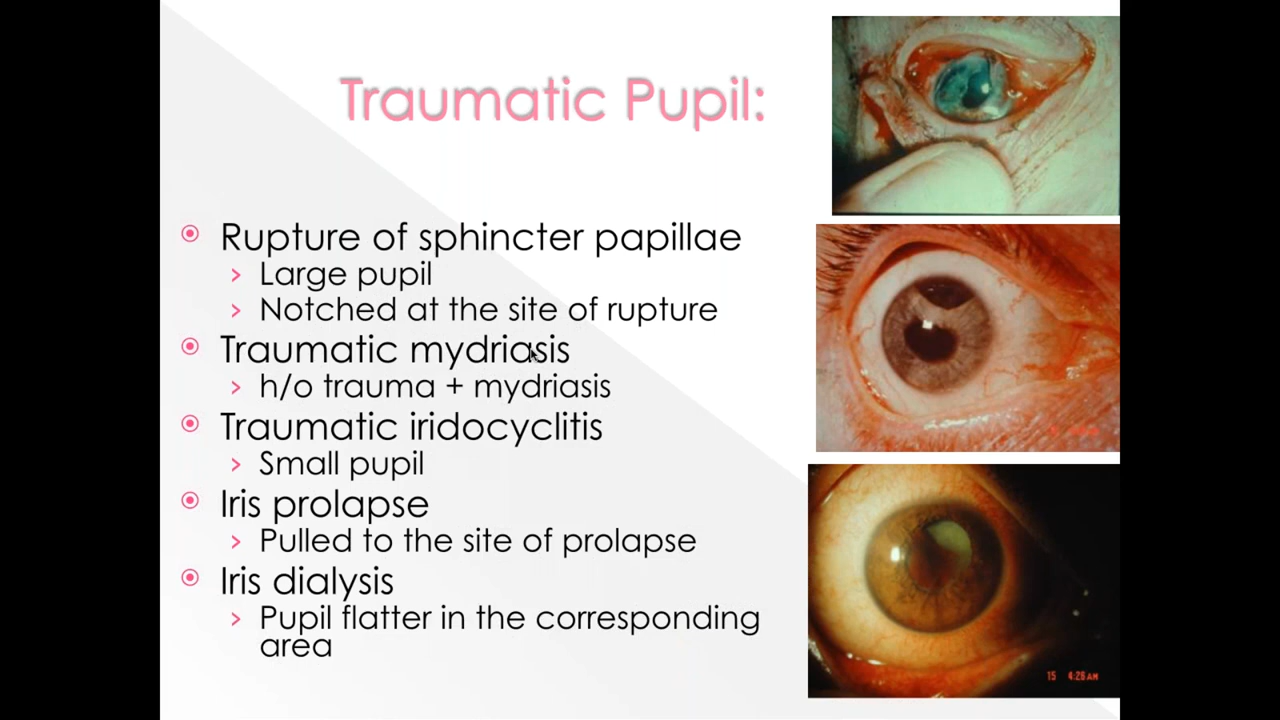 Traumatic Pupil:
Rupture of sphincter papillae
Large pupil
Notched at the site of rupture
Traumatic mydriasis
h/o trauma + mydriasis
Traumatic iridocyclitis
Small pupil
Iris prolapse
Pulled to the site of prolapse
Iris dialysis
Pupil flatter in the corresponding
area
15 4:26AM